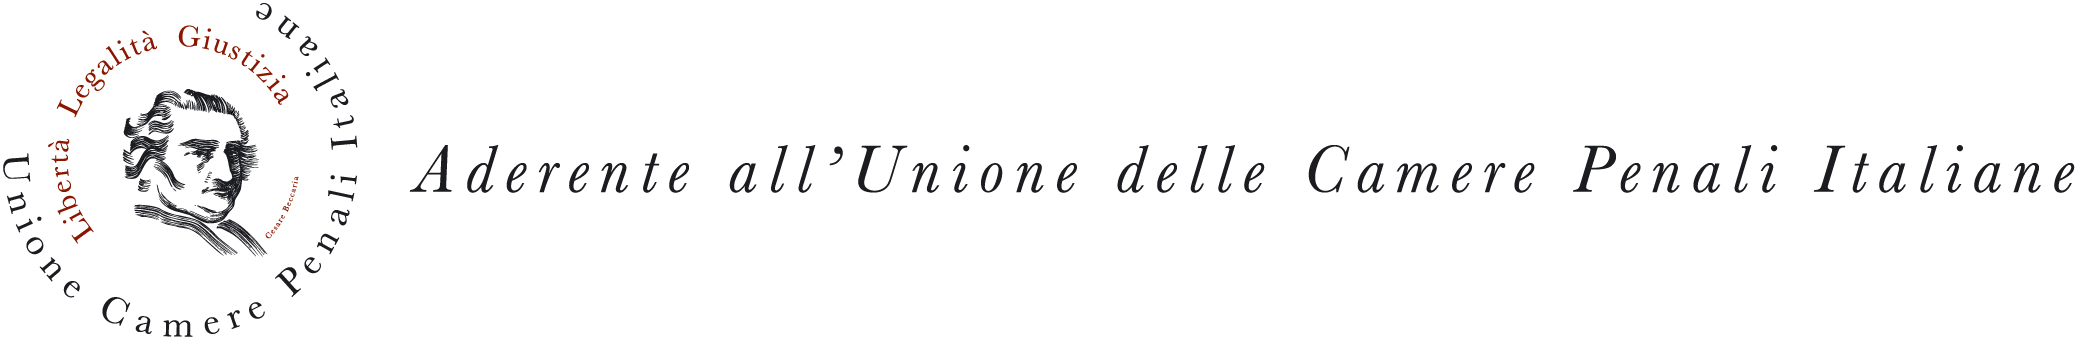 Libertà Legalità Giustizia
Cesare Beccaria
Unione Camere Penali Italiane
Aderente all’Unione delle Camere Penali Italiane